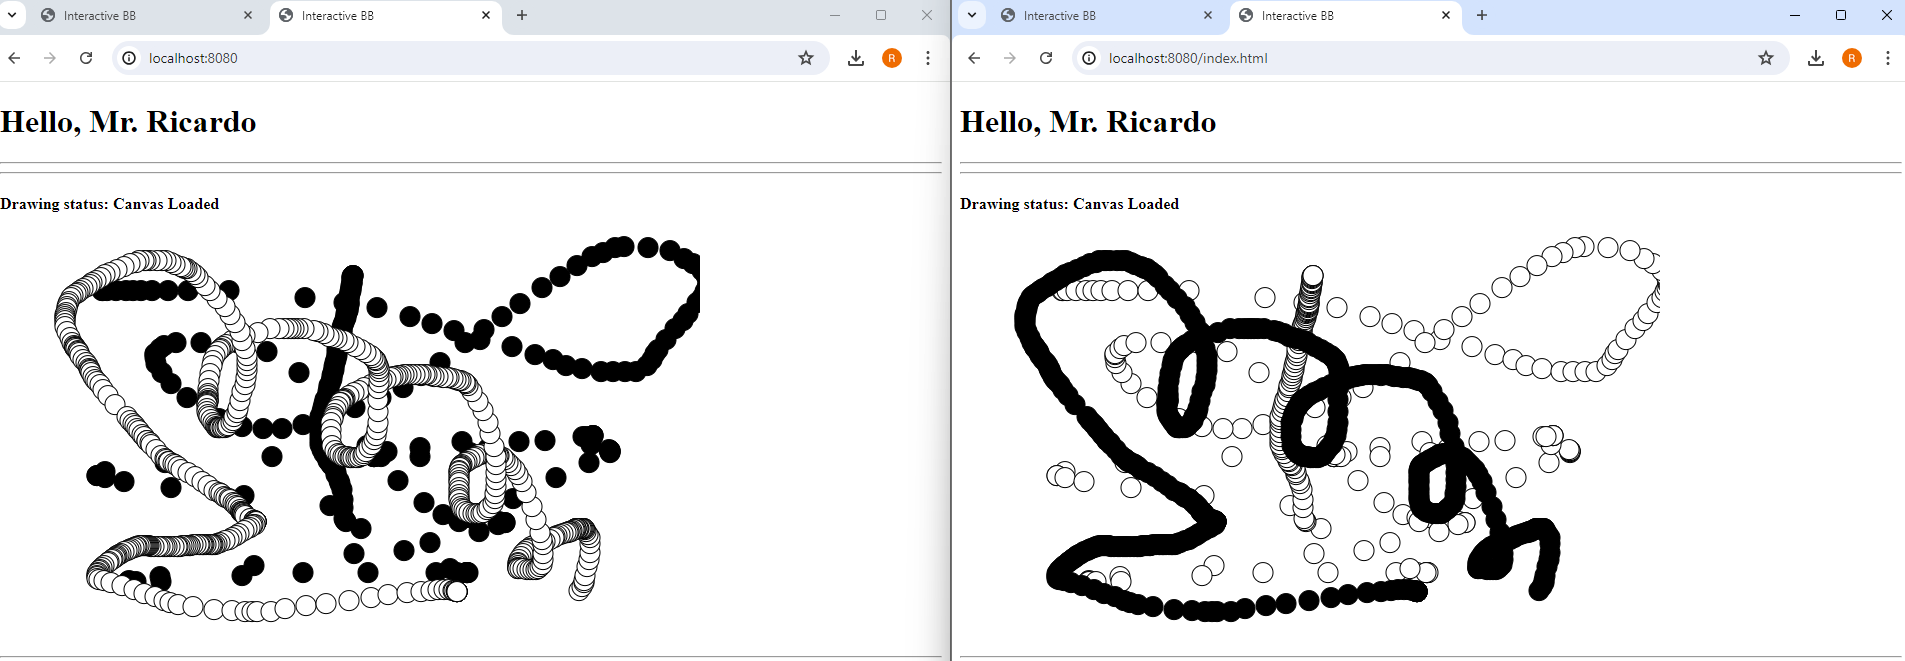 Interactive BB
Interactive BB
localhost:8080
R
Hello, Mr. Ricardo
Drawing status: Canvas Loaded
Interactive BB
Interactive BB
localhost:8080/index.html
R
Hello, Mr. Ricardo
Drawing status: Canvas Loaded